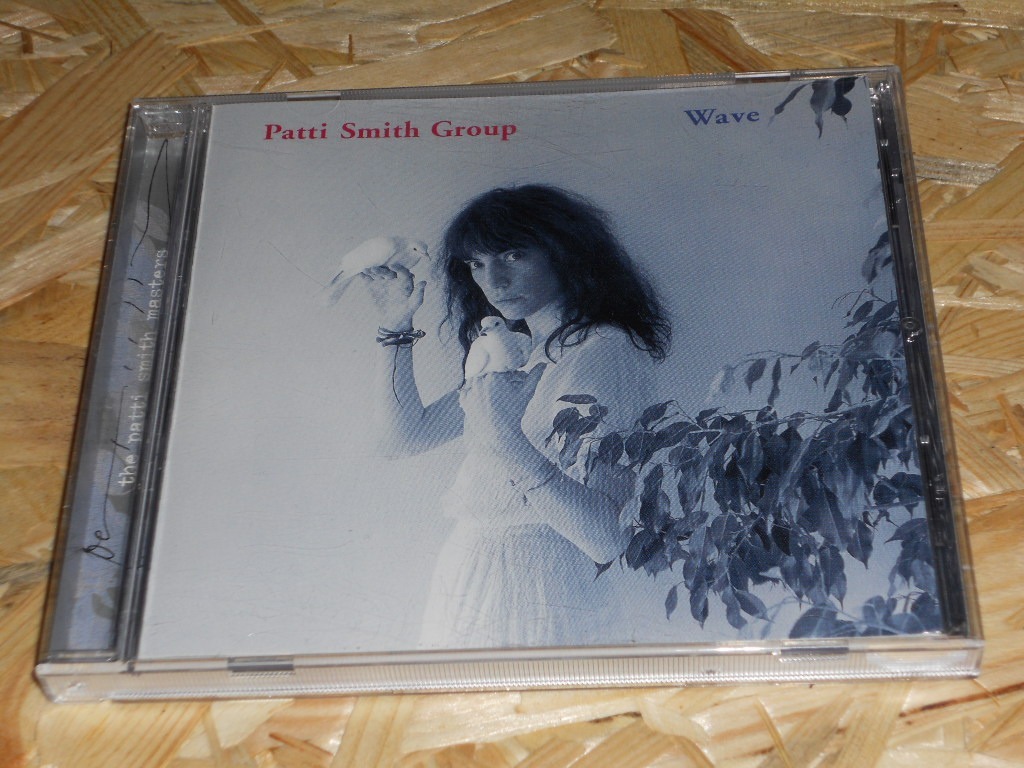 Patti Smith Group
Wave
the patti smith masters